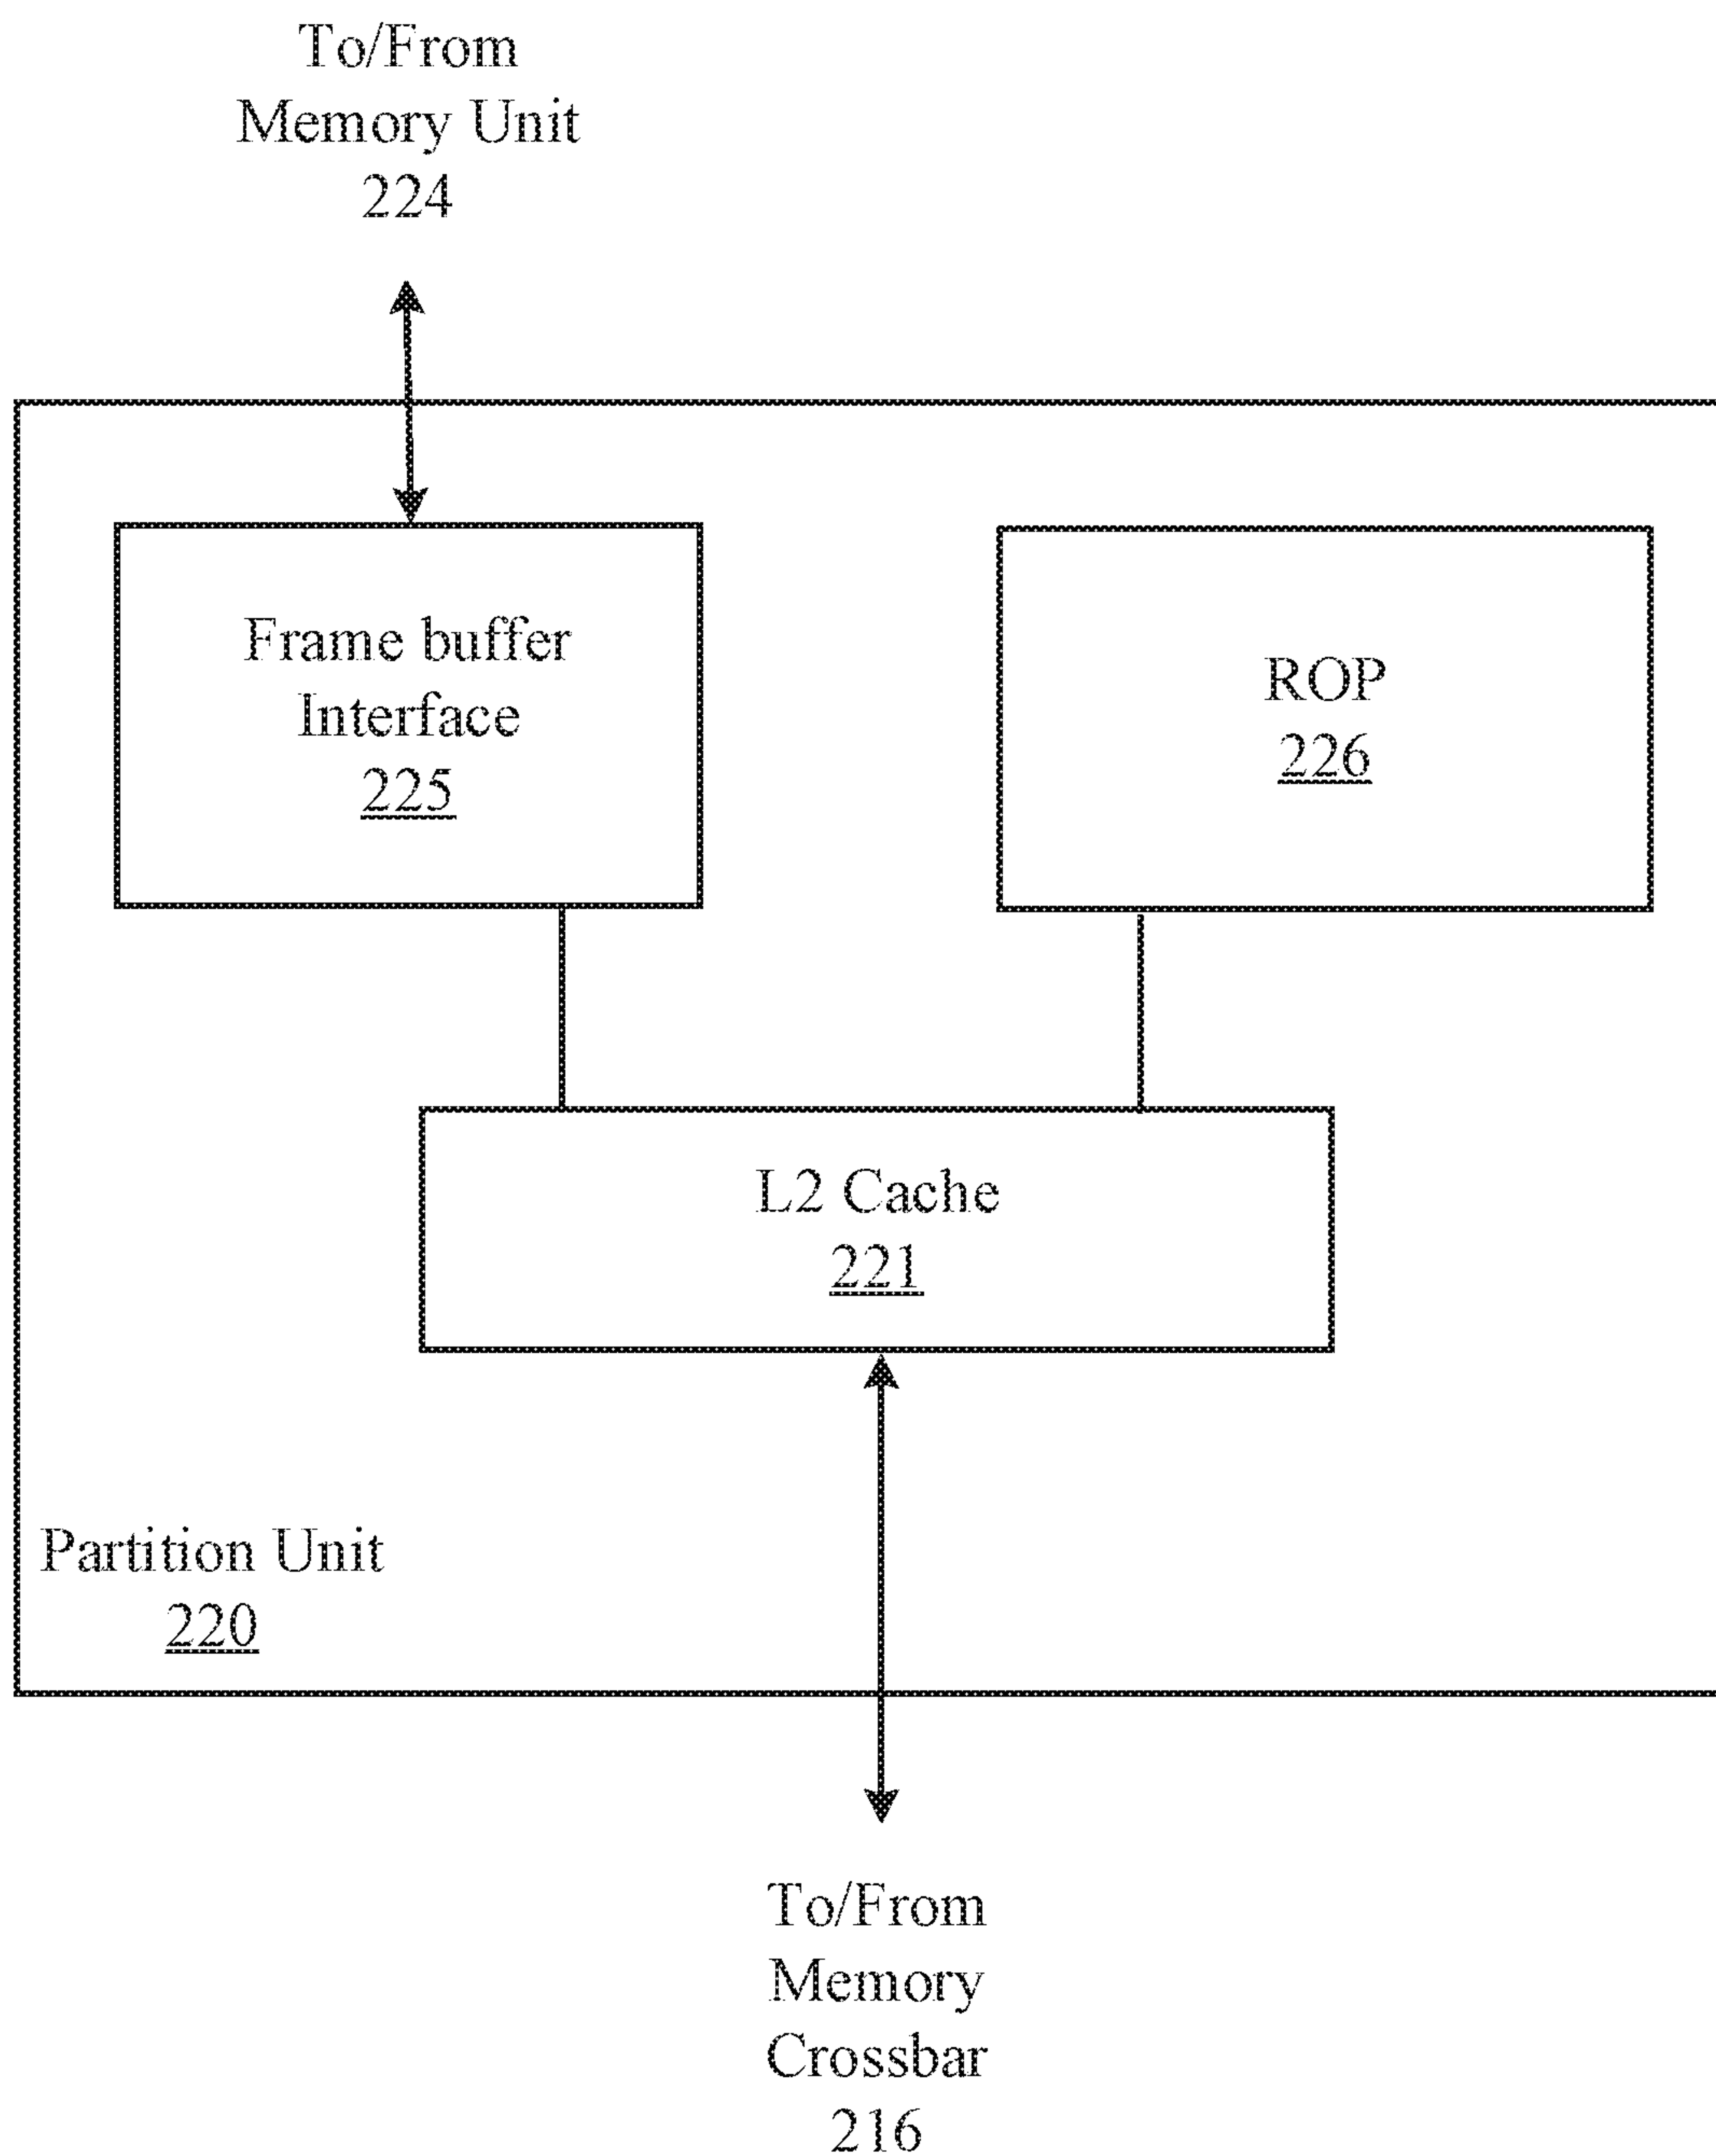 To/From
Memory Unit
224
Frame buffer
Interface
225
ROP
226
L2 Cache
221
Partition Unit
220
To/From
Memory
Crossbar
216